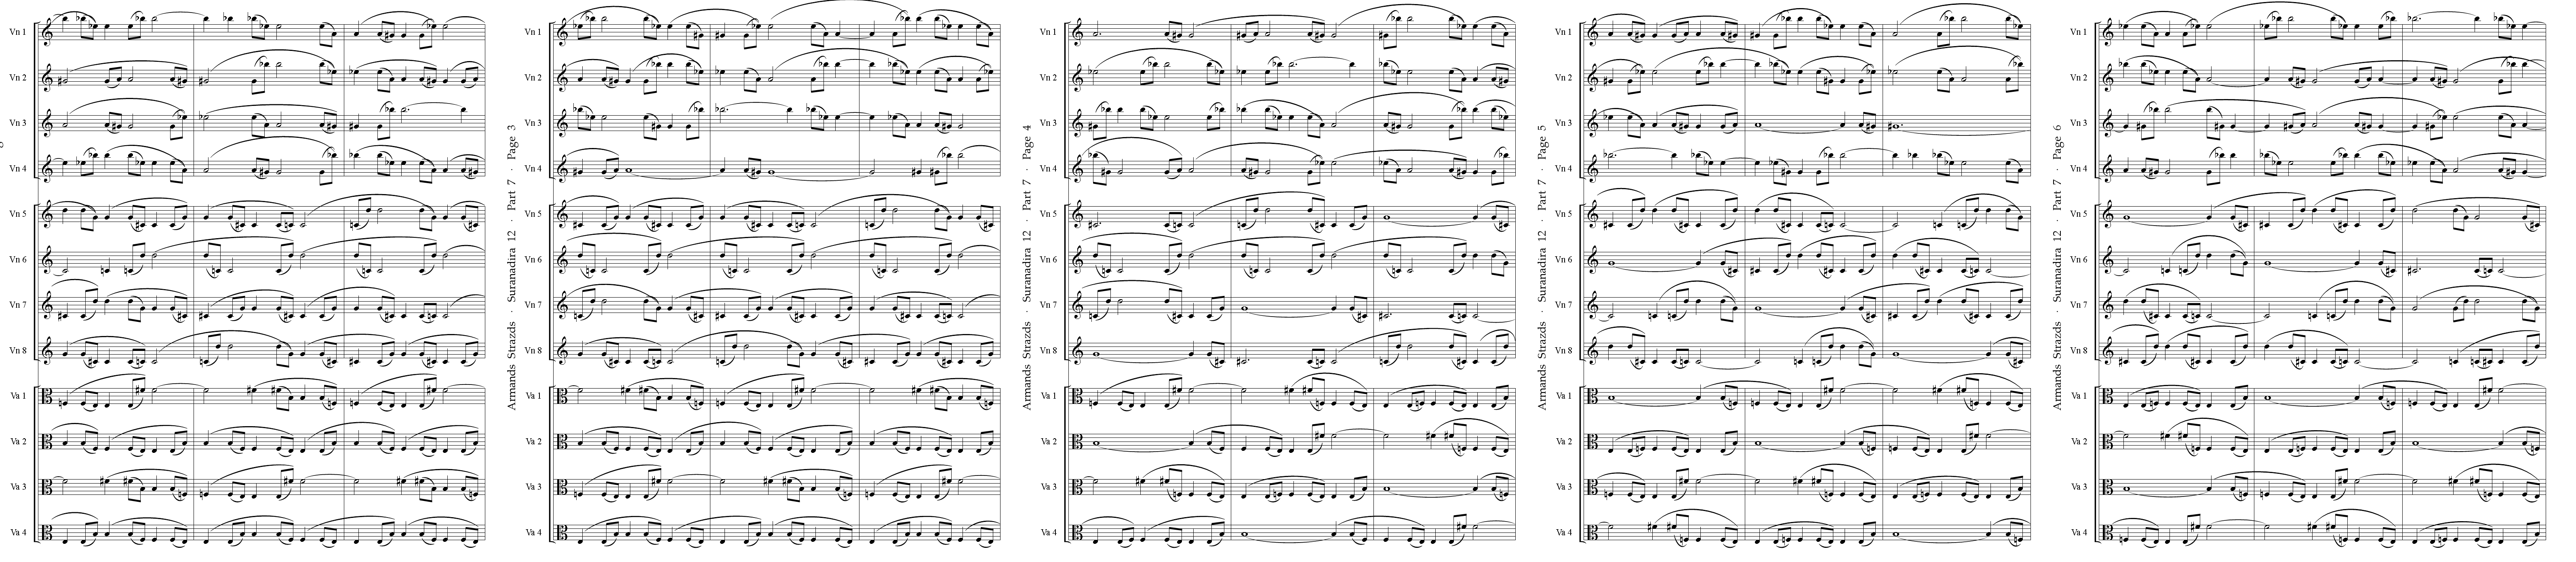 Vn 1
Vn 2
Vn 3
Vn 4
Vn 5
Vn 6
Vn 7
Vn 8
Va 1
Va 2
Va 3
Va 4
Armands Strazds · Suranadira 12 · Part 7 · Page 3
Vn 1
Vn 2
Vn 3
Vn 4
Vn 5
Vn 6
Vn 7
Vn 8
Va 1
Va 2
Va 3
Va 4
Armands Strazds · Suranadira 12 · Part 7 · Page 4
Vn 1
Vn 2
Vn 3
Vn 4
Vn 5
Vn 6
Vn 7
Vn 8
Va 1
Va 2
Va 3
Va 4
Armands Strazds · Suranadira 12 · Part 7 · Page 5
Vn 1
Vn 2
Vn 3
Vn 4
Vn 5
Vn 6
Vn 7
Vn 8
Va 1
Va 2
Va 3
Va 4
Armands Strazds · Suranadira 12 · Part 7 · Page 6
Vn 1
Vn 2
Vn 3
Vn 4
Vn 5
Vn 6
Vn 7
Vn 8
Va 1
Va 2
Va 3
Va 4